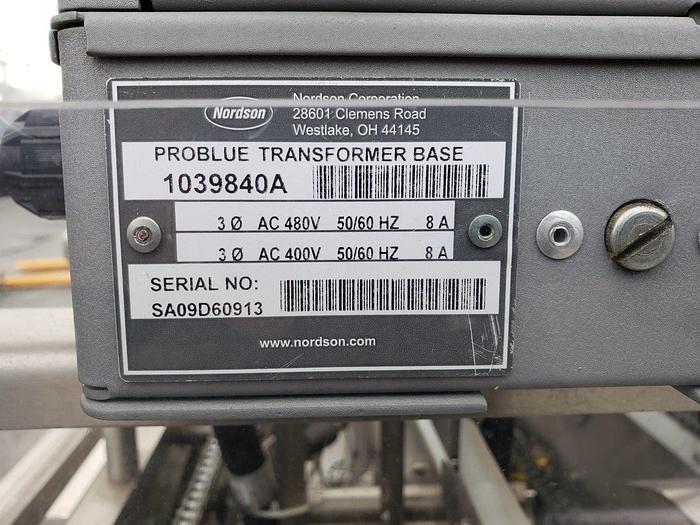 Nordson
Nordson Corporation
28601 Clemens Road
Westlake, OH 44145
PROBLUE TRANSFORMER BASE
1039840A
3 Ø AC 480V 50/60 HZ 8 A
3 Ø AC 400V 50/60 HZ 8 A
SERIAL NO:
SA09D60913
www.nordson.com